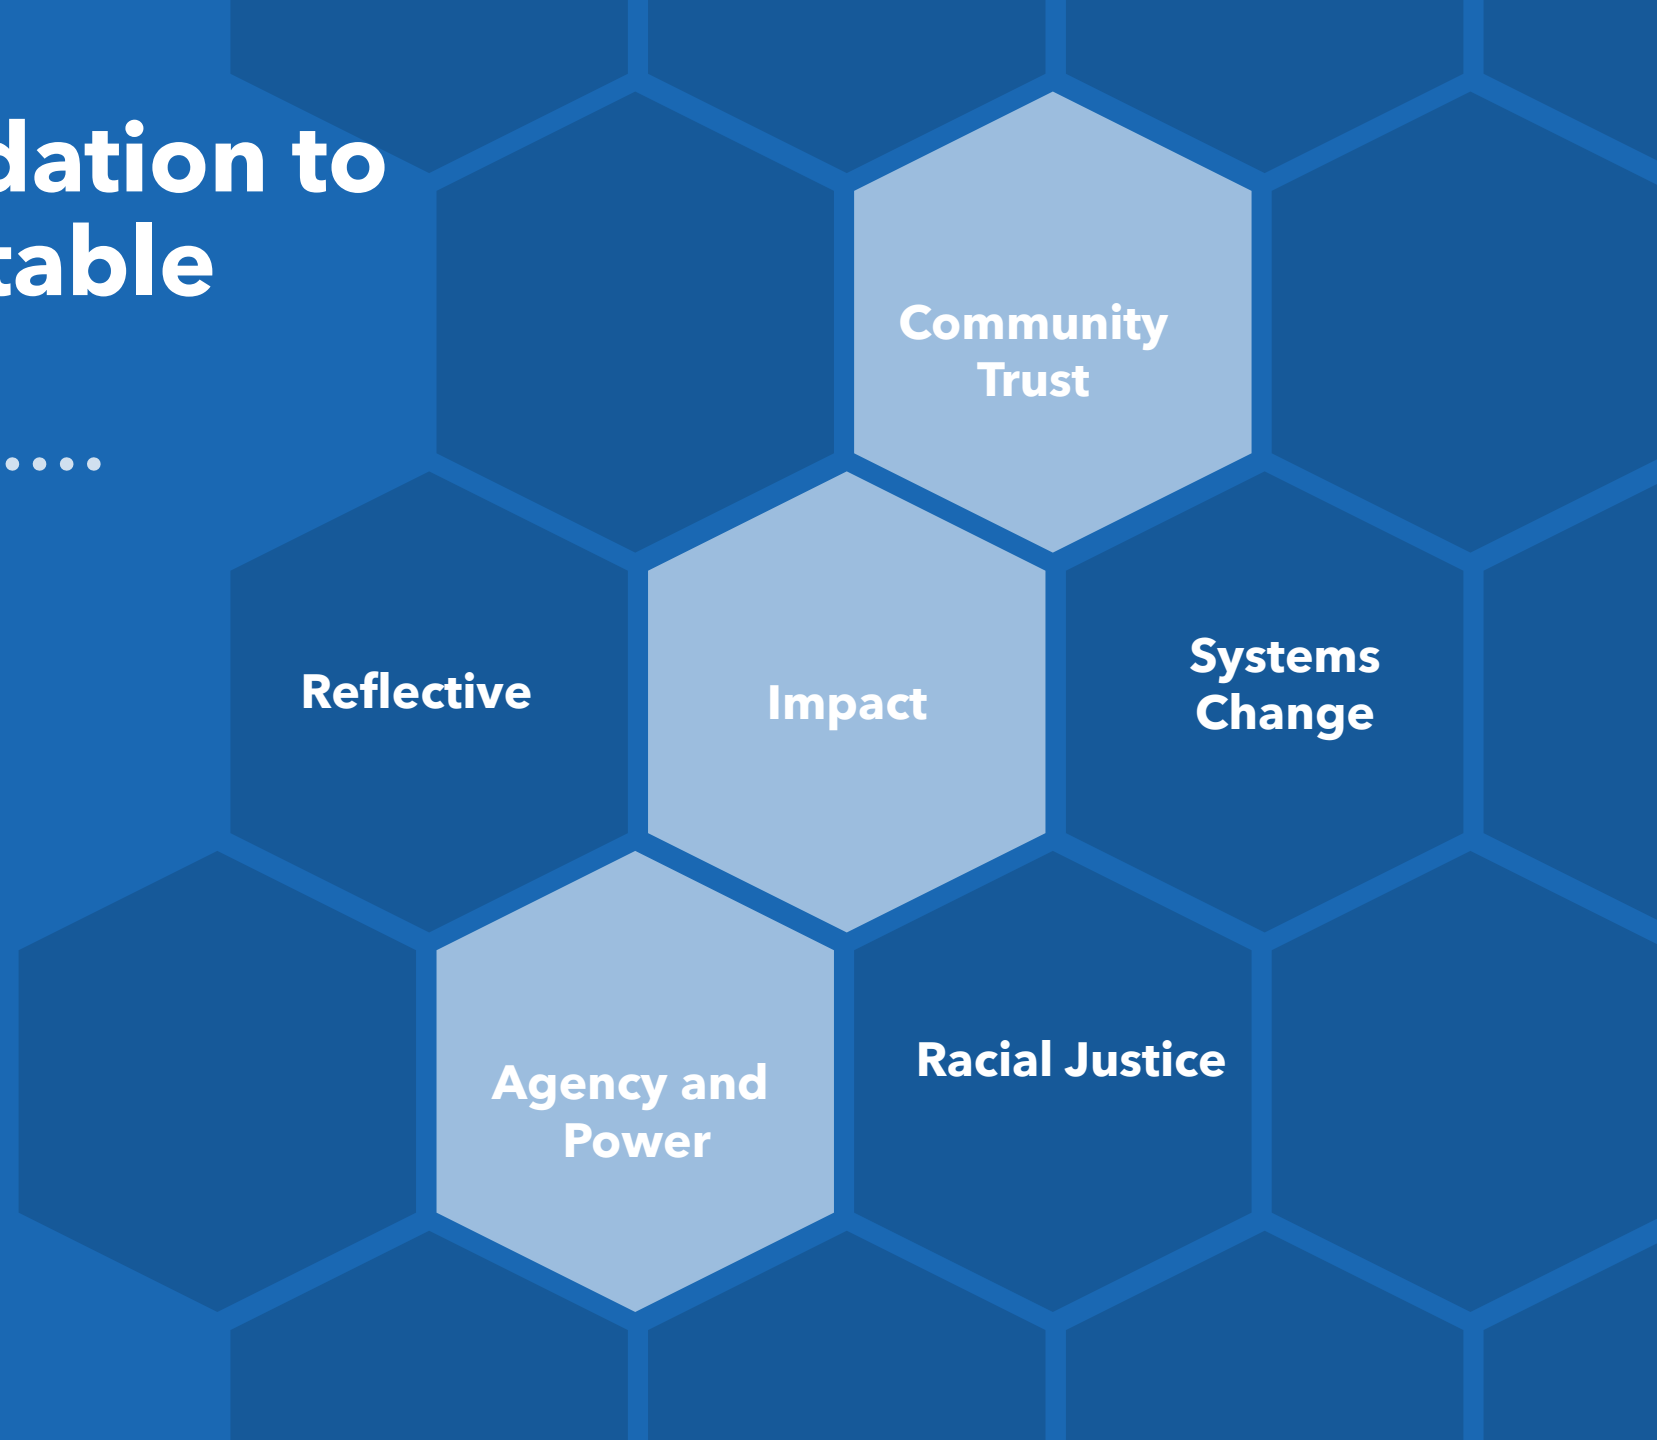 dation to
table
Community
Trust
Reflective
Impact
Systems
Change
Agency and
Power
Racial Justice